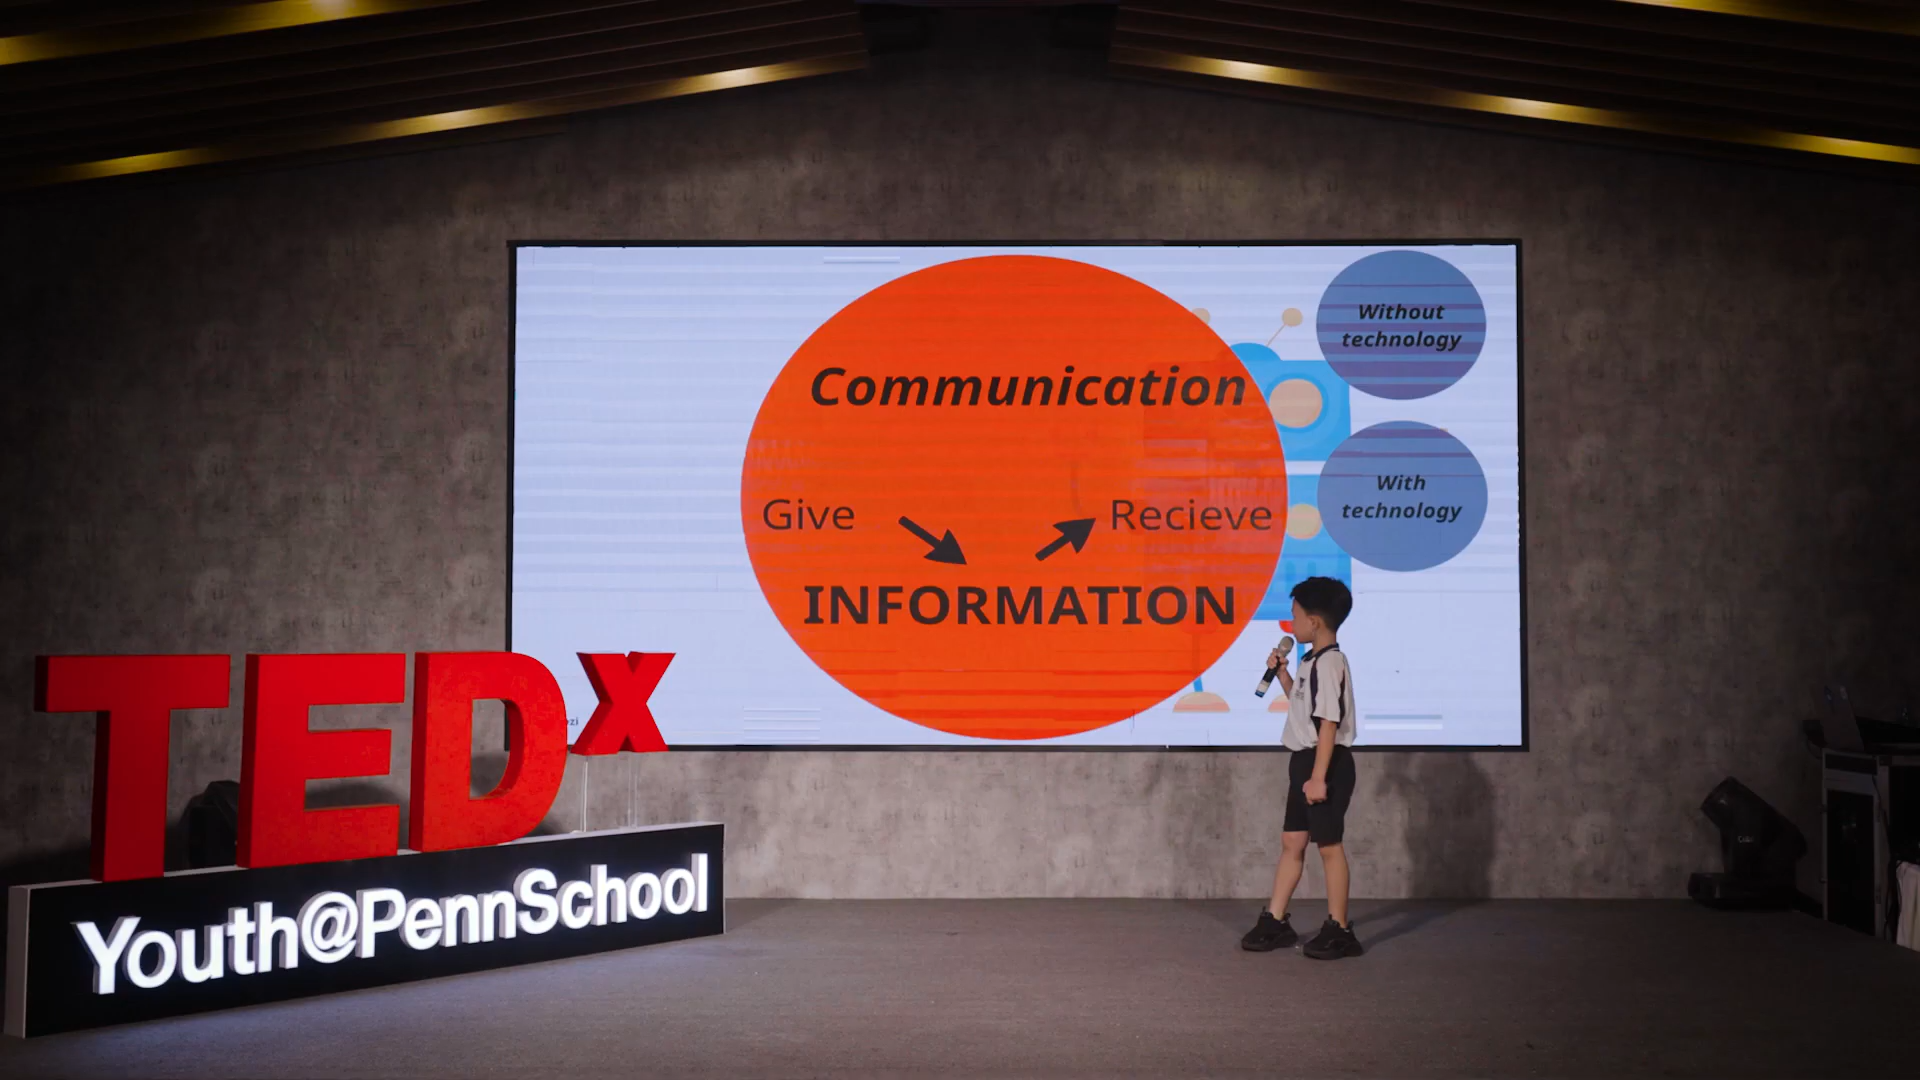 Communication
Give
Recieve
INFORMATION
Without
technology
With
technology
TEDx
Youth@PennSchool